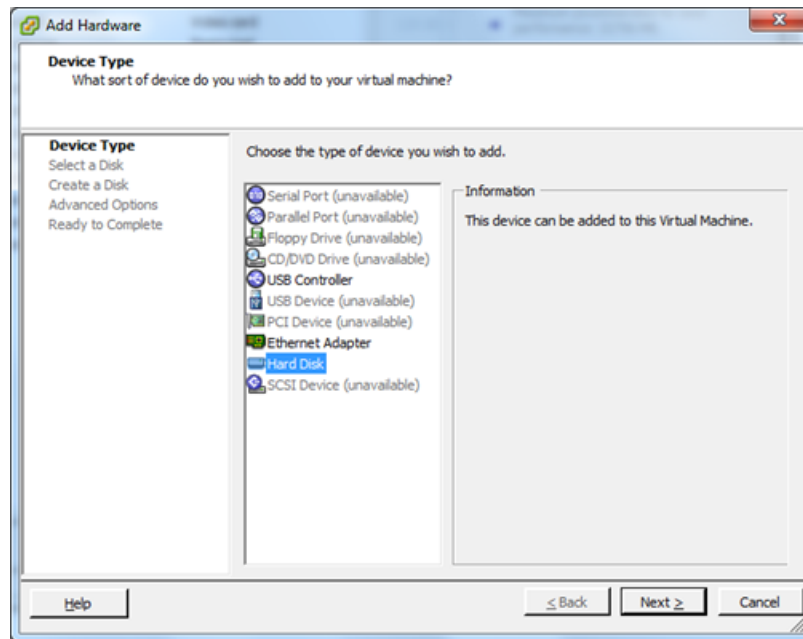 Add Hardware
Device Type
What sort of device do you wish to add to your virtual machine?
Device Type
Select a Disk
Create a Disk
Advanced Options
Ready to Complete
Choose the type of device you wish to add.
Serial Port (unavailable)
Parallel Port (unavailable)
Floppy Drive (unavailable)
CD/DVD Drive (unavailable)
USB Controller
USB Device (unavailable)
PCI Device (unavailable)
Ethernet Adapter
Hard Disk
SCSI Device (unavailable)
Information
This device can be added to this Virtual Machine.
Help
< Back
Next >
Cancel